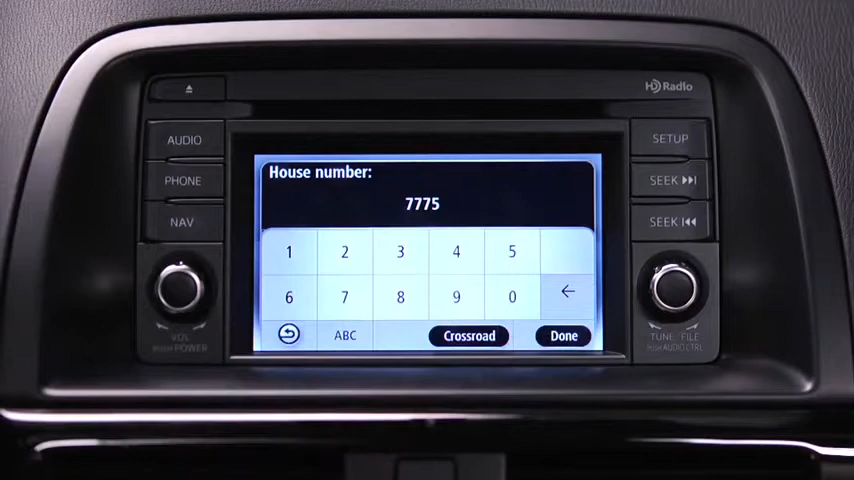 HD Radio
AUDIO
SETUP
PHONE
SEEK
NAV
SEEK
House number:
7775
1 2 3 4 5
6 7 8 9 0
ABC Crossroad Done
VOL
PUSH POWER
TUNE FILE
PUSH AUDIO CTRL